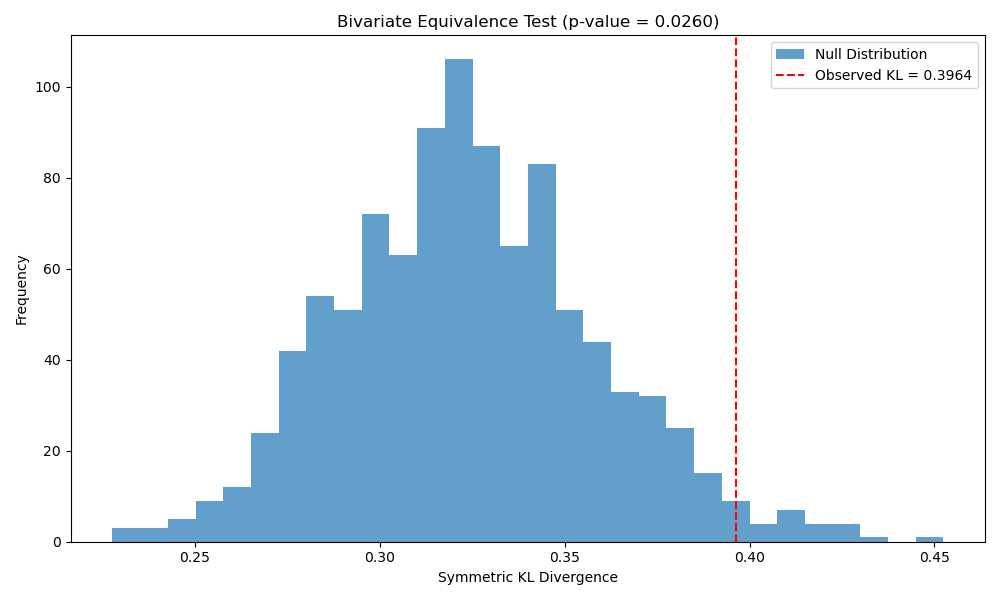 Bivariate Equivalence Test (p-value = 0.0260)
Null Distribution
Observed KL = 0.3964
100
80
60
40
20
0
Frequency
0.25 0.30 0.35 0.40 0.45
Symmetric KL Divergence